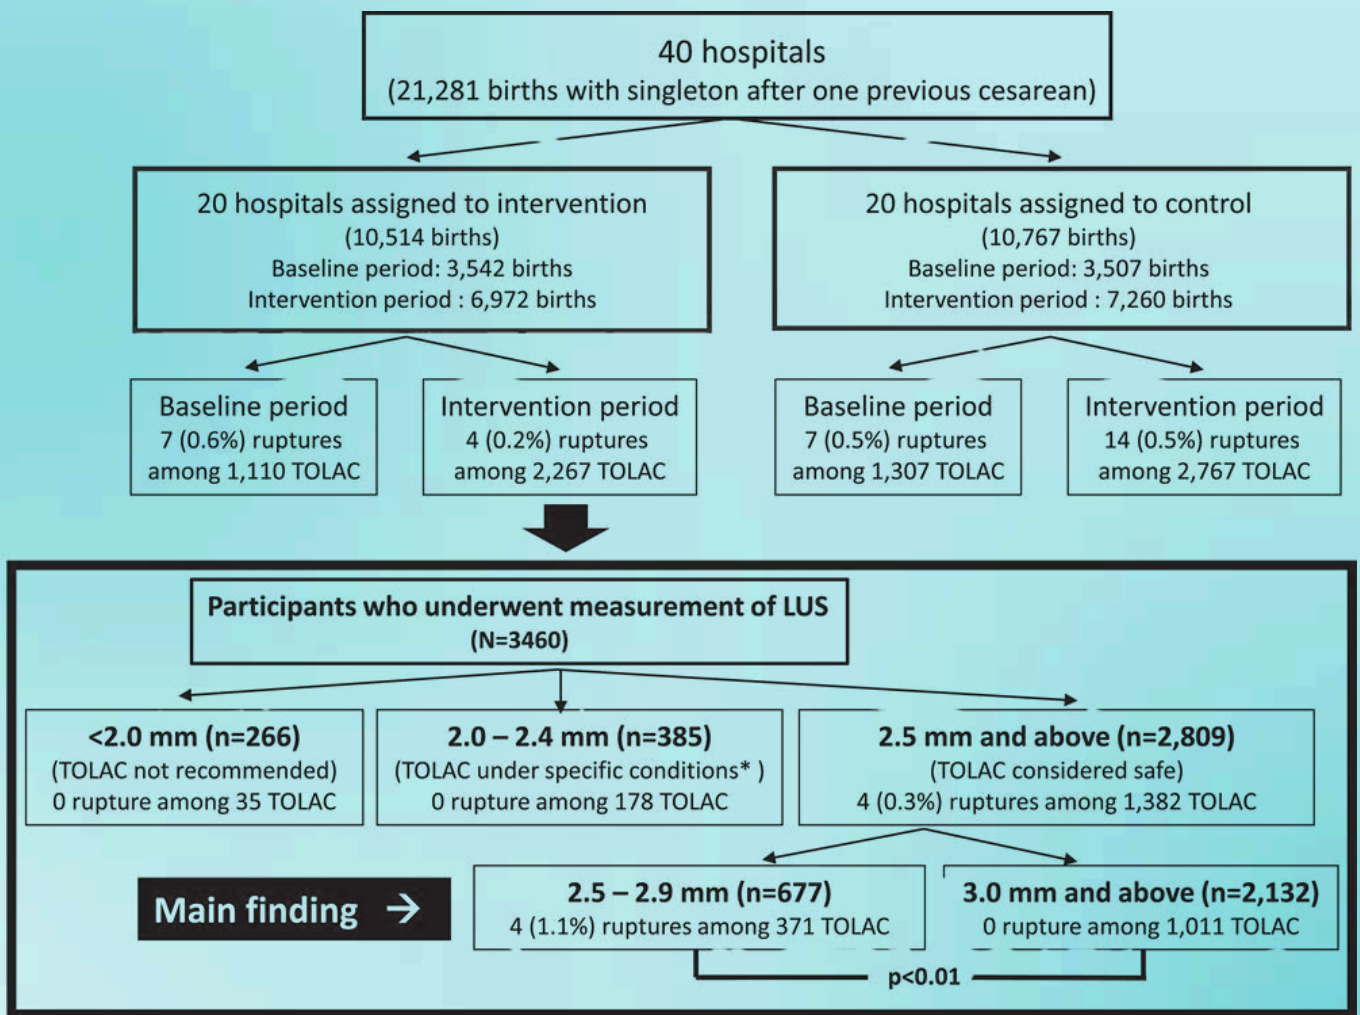 40 hospitals
(21,281 births with singleton after one previous cesarean)
20 hospitals assigned to intervention
(10,514 births)
Baseline period: 3,542 births
Intervention period : 6,972 births
20 hospitals assigned to control
(10,767 births)
Baseline period: 3,507 births
Intervention period : 7,260 births
Baseline period
7 (0.6%) ruptures
among 1,110 TOLAC
Intervention period
4 (0.2%) ruptures
among 2,267 TOLAC
Baseline period
7 (0.5%) ruptures
among 1,307 TOLAC
Intervention period
14 (0.5%) ruptures
among 2,767 TOLAC
Participants who underwent measurement of LUS
(N=3460)
<2.0 mm (n=266)
(TOLAC not recommended)
0 rupture among 35 TOLAC
2.0 – 2.4 mm (n=385)
(TOLAC under specific conditions* )
0 rupture among 178 TOLAC
2.5 mm and above (n=2,809)
(TOLAC considered safe)
4 (0.3%) ruptures among 1,382 TOLAC
Main finding →
2.5 – 2.9 mm (n=677)
4 (1.1%) ruptures among 371 TOLAC
3.0 mm and above (n=2,132)
0 rupture among 1,011 TOLAC
p<0.01